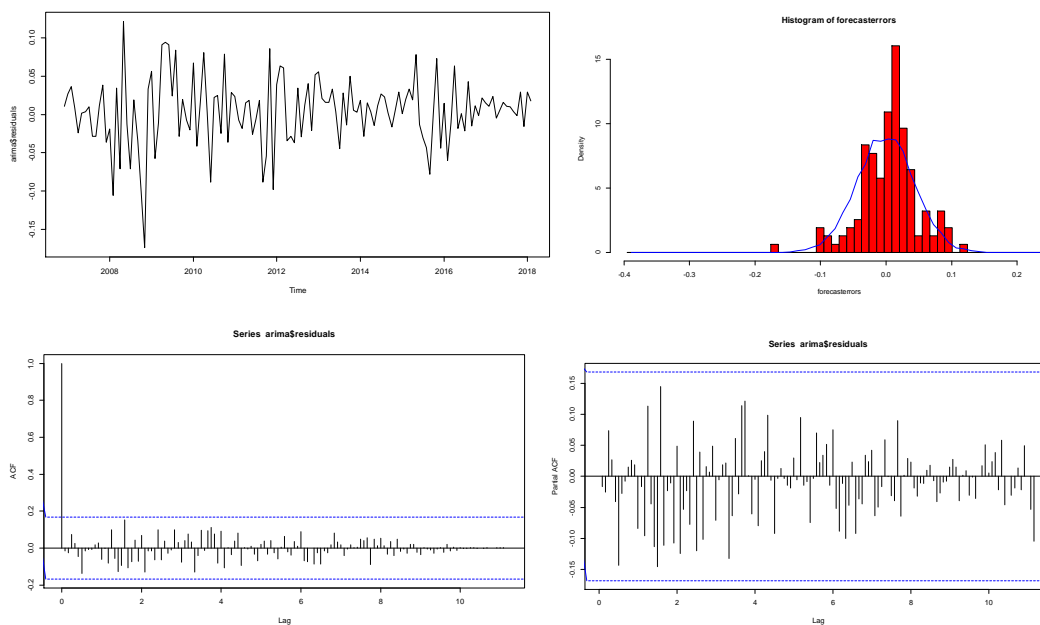 arima$residuals
0.10
0.05
0.00
-0.05
-0.10
-0.15
2008 2010 2012 2014 2016 2018
Time
Histogram of forecasterrors
Density
15
10
5
0
-0.4 -0.3 -0.2 -0.1 0.0 0.1 0.2
forecasterrors
Series arima$residuals
ACF
1.0
0.8
0.6
0.4
0.2
0.0
-0.2
0 2 4 6 8 10
Lag
Series arima$residuals
Partial ACF
0.15
0.10
0.05
0.00
-0.05
-0.10
-0.15
0 2 4 6 8 10
Lag